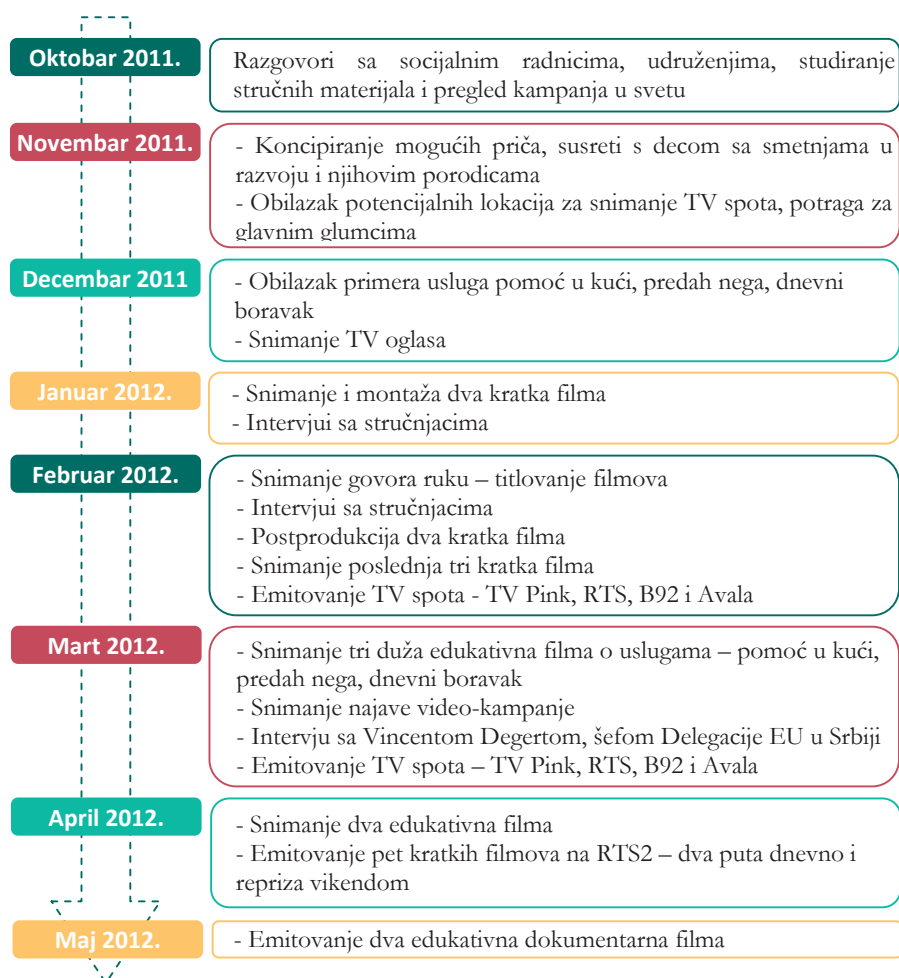 Oktobar 2011.
Razgovori sa socijalnim radnicima, udruženjima, studiranje
stručnih materijala i pregled kampanja u svetu
Novembar 2011.
- Koncipiranje mogućih priča, susreti s decom sa smetnjama u
razvoju i njihovim porodicama
- Obilazak potencijalnih lokacija za snimanje TV spota, potraga za
glavnim glumcima
Decembar 2011
- Obilazak primera usluga pomoć u kući, predah nega, dnevni
boravak
- Snimanje TV oglasa
Januar 2012.
- Snimanje i montaža dva kratka filma
- Intervjui sa stručnjacima
Februar 2012.
- Snimanje govora ruku – titlovanje filmova
- Intervjui sa stručnjacima
- Postprodukcija dva kratka filma
- Snimanje poslednja tri kratka filma
- Emitovanje TV spota - TV Pink, RTS, B92 i Avala
Mart 2012.
- Snimanje tri duža edukativna filma o uslugama – pomoć u kući,
predah nega, dnevni boravak
- Snimanje najave video-kampanje
- Intervju sa Vincentom Degertom, šefom Delegacije EU u Srbiji
- Emitovanje TV spota – TV Pink, RTS, B92 i Avala
April 2012.
- Snimanje dva edukativna filma
- Emitovanje pet kratkih filmova na RTS2 – dva puta dnevno i
repriza vikendom
Maj 2012.
- Emitovanje dva edukativna dokumentarna filma